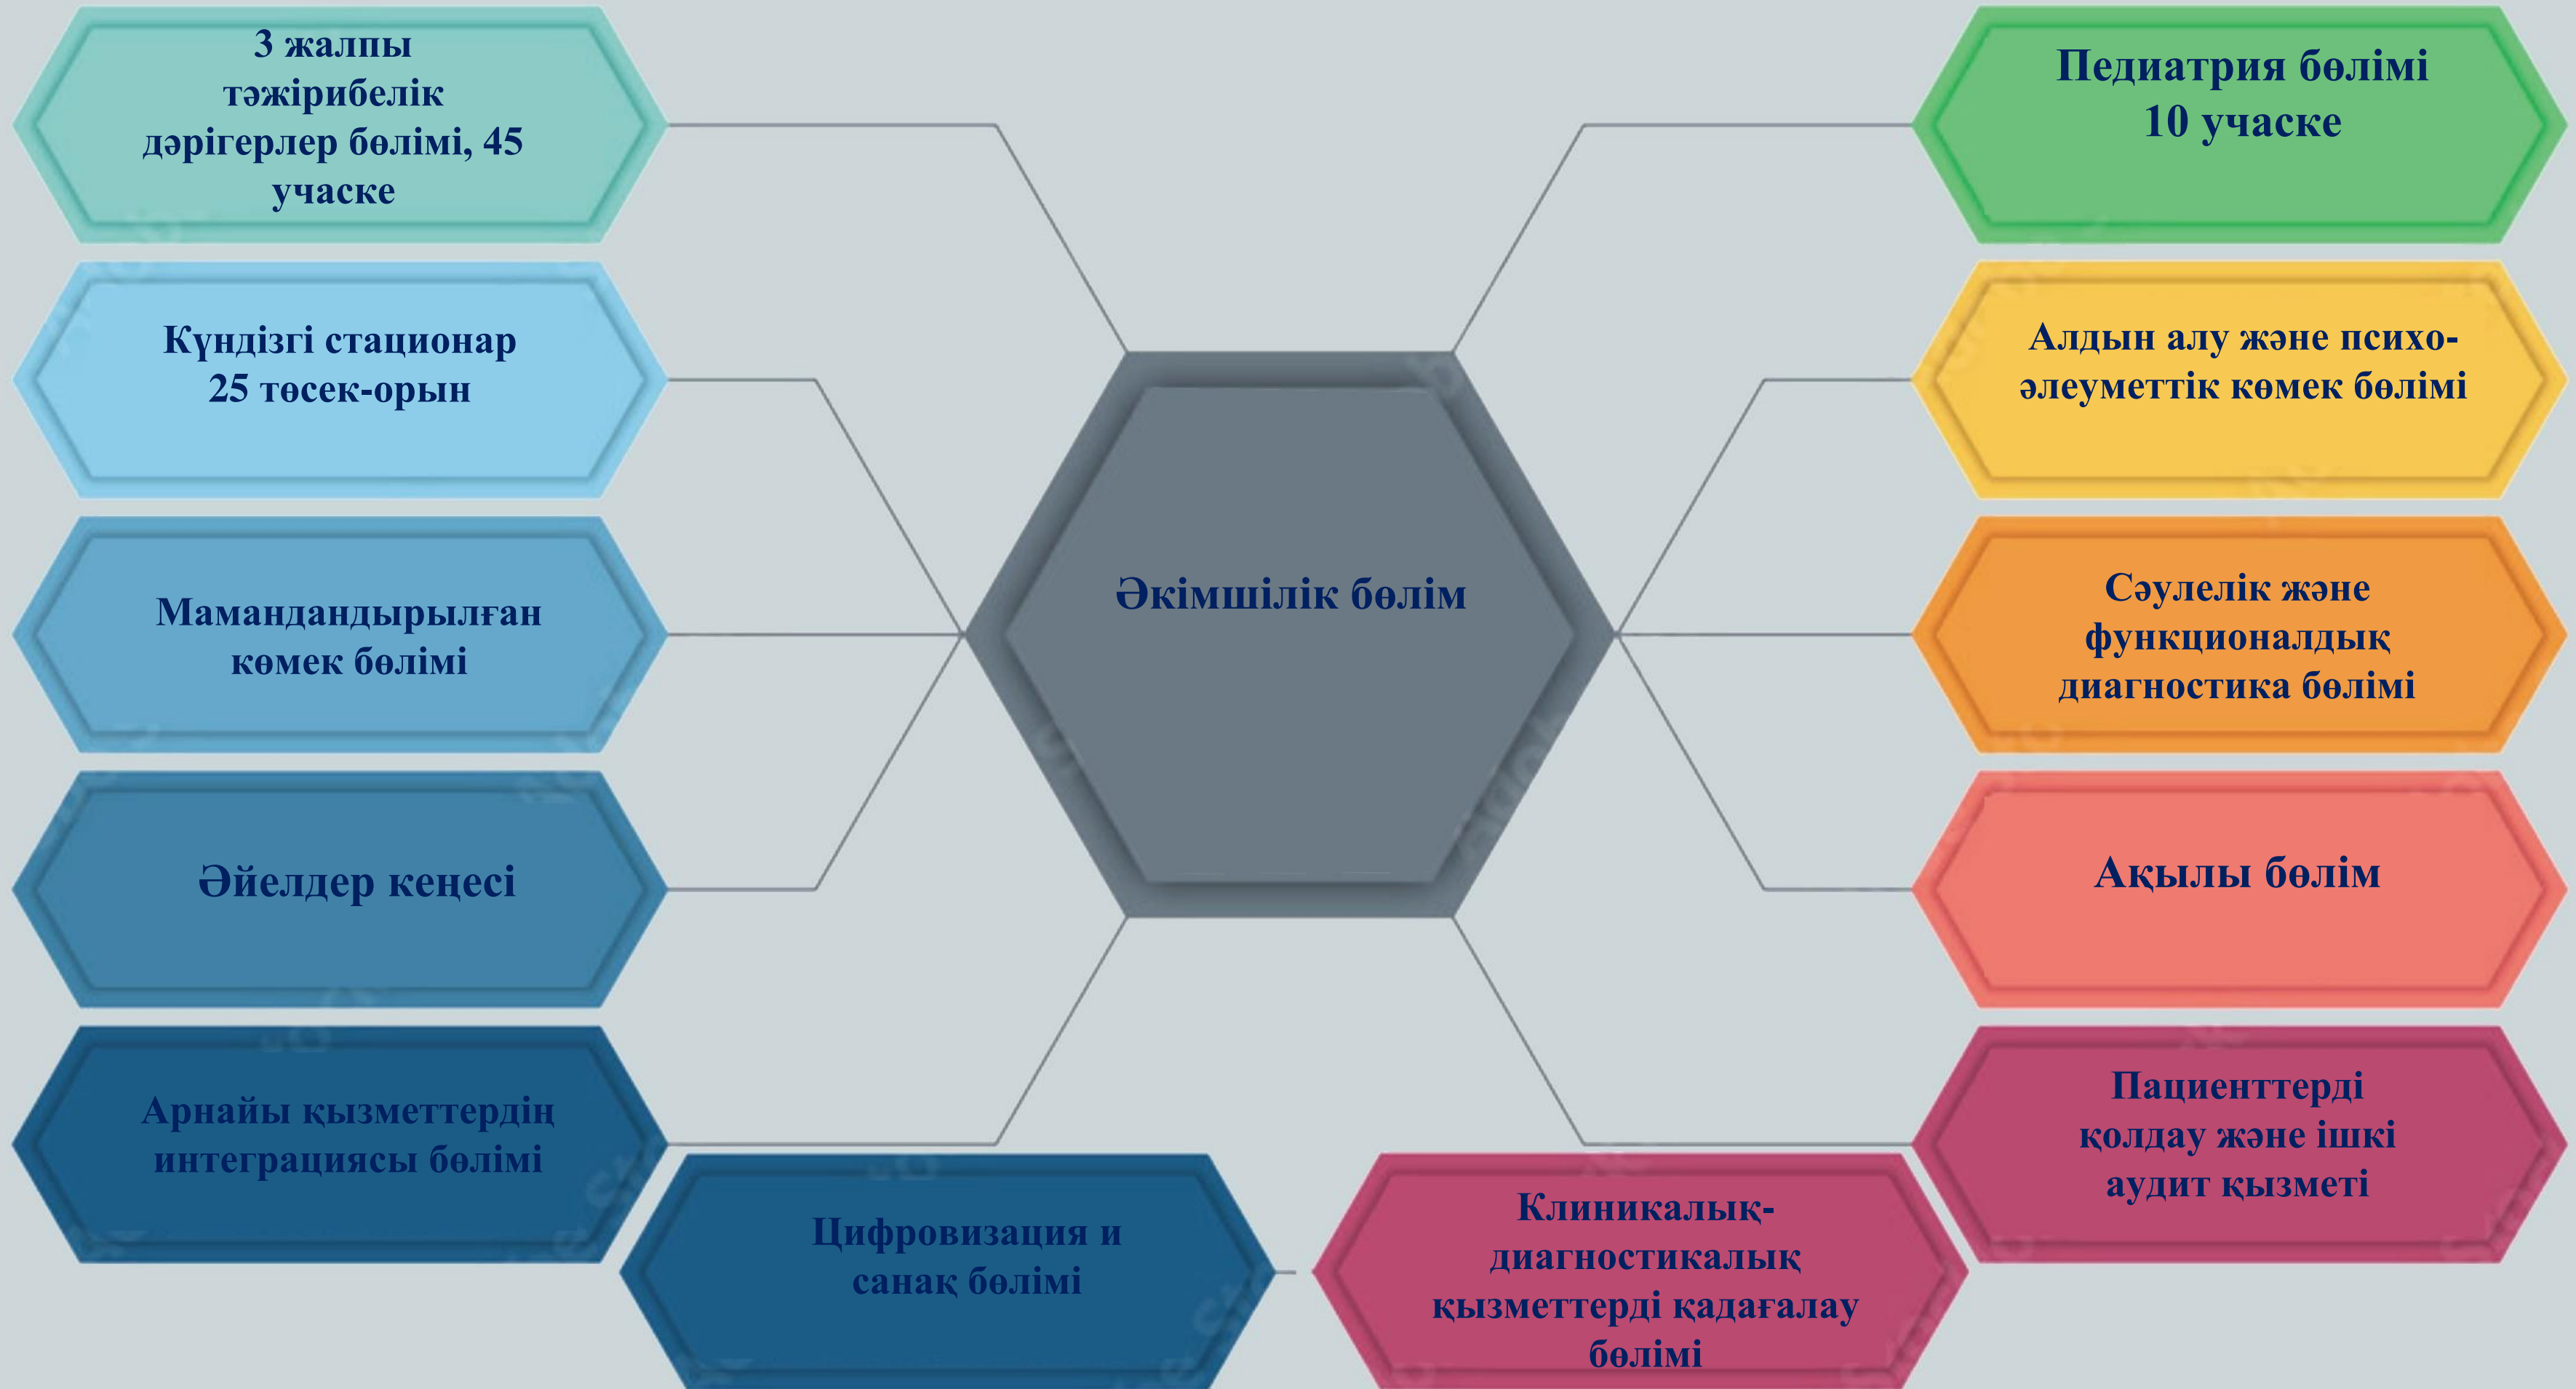 3 жалпы
тәжірибелік
дәрігерлер бөлімі, 45
учаске
Күндізгі стационар
25 төсек-орын
Мамандандырылған
көмек бөлімі
Әйелдер кеңесі
Арнайы қызметтердің
интеграциясы бөлімі
Цифровизация и
санақ бөлімі
Әкімшілік бөлім
Педиатрия бөлімі
10 учаске
Алдын алу және психо-
әлеуметтік көмек бөлімі
Сәулелік және
функционалдық
диагностика бөлімі
Ақылы бөлім
Пациенттерді
қолдау және ішкі
аудит қызметі
Клиникалық-
диагностикалық
қызметтерді қадағалау
бөлімі